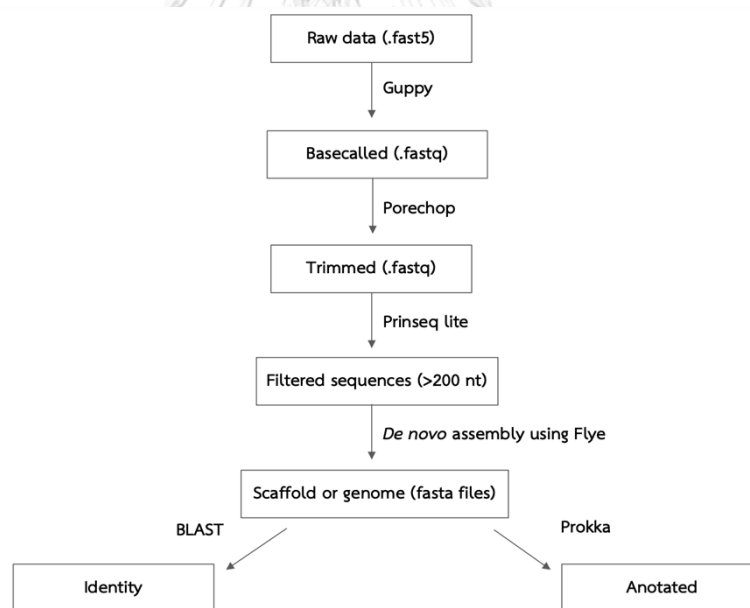 Raw data (.fast5)
Guppy
Basecalled (.fastq)
Porechop
Trimmed (.fastq)
Prinseq lite
Filtered sequences (>200 nt)
De novo assembly using Flye
Scaffold or genome (fasta files)
BLAST
Prokka
Identity
Anotated